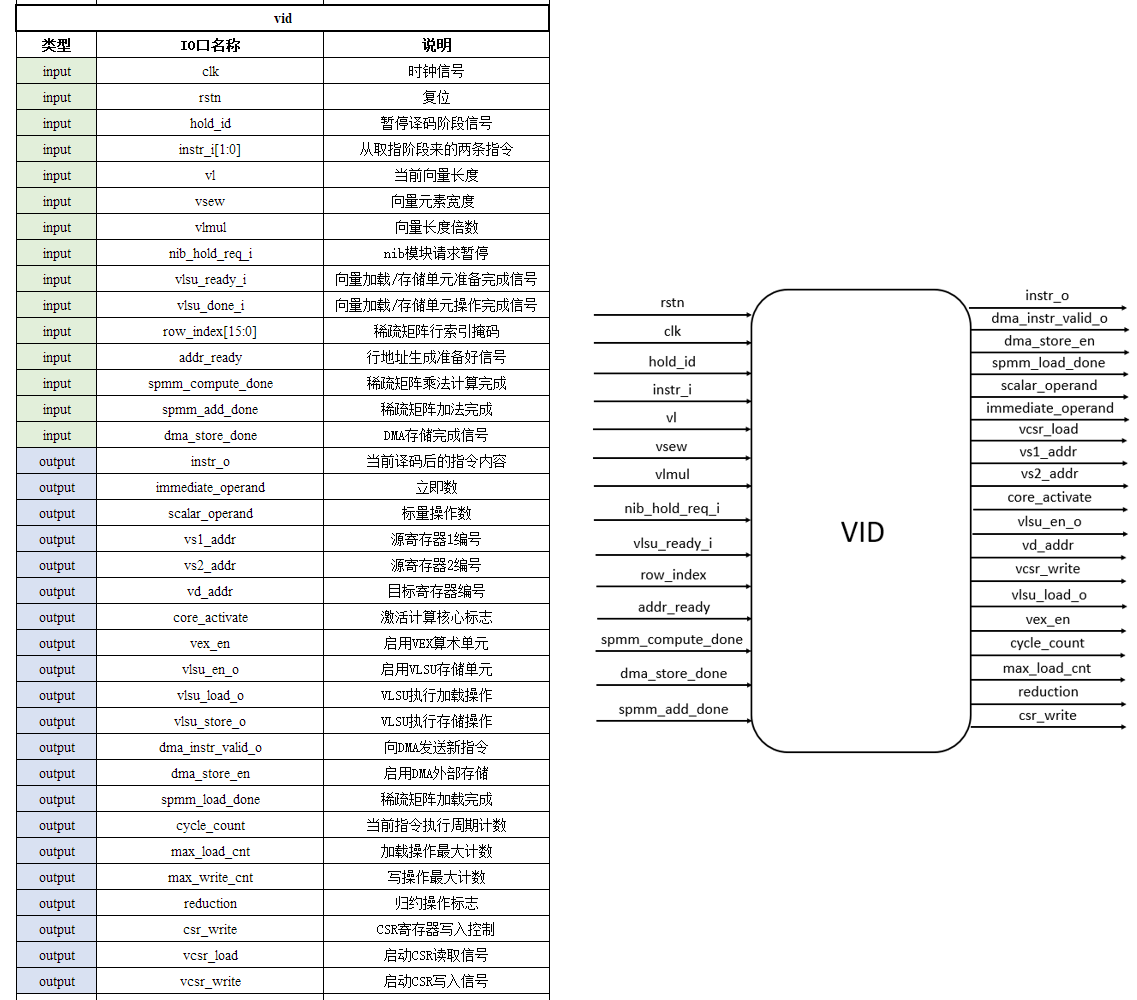 vid
类型 IO口名称 说明
input clk 时钟信号
input rstn 复位
input hold_id 暂停译码阶段信号
input instr_i[1:0] 从取指阶段来的两条指令
input vl 当前向量长度
input vsew 向量元素宽度
input vlmul 向量长度倍数
input nib_hold_req_i nib模块请求暂停
input vlsu_ready_i 向量加载/存储单元准备完成信号
input vlsu_done_i 向量加载/存储单元操作完成信号
input row_index[15:0] 稀疏矩阵行索引掩码
input addr_ready 行地址生成准备好信号
input spmm_compute_done 稀疏矩阵乘法计算完成
input spmm_add_done 稀疏矩阵加法完成
input dma_store_done DMA存储完成信号
output instr_o 当前译码后的指令内容
output immediate_operand 立即数
output scalar_operand 标量操作数
output vs1_addr 源寄存器1编号
output vs2_addr 源寄存器2编号
output vd_addr 目标寄存器编号
output core_activate 激活计算核心标志
output vex_en 启用VEX算术单元
output vlsu_en_o 启用VLSU存储单元
output vlsu_load_o VLSU执行加载操作
output vlsu_store_o VLSU执行存储操作
output dma_instr_valid_o 向DMA发送新指令
output dma_store_en 启用DMA外部存储
output spmm_load_done 稀疏矩阵加载完成
output cycle_count 当前指令执行周期计数
output max_load_cnt 加载操作最大计数
output max_write_cnt 写操作最大计数
output reduction 归约操作标志
output csr_write CSR寄存器写入控制
output vcsr_load 启动CSR读取信号
output vcsr_write 启动CSR写入信号
rstn
clk
hold_id
instr_i
vl
vsew
vlmul
nib_hold_req_i
vlsu_ready_i
row_index
addr_ready
spmm_compute_done
dma_store_done
spmm_add_done
VID
instr_o
dma_instr_valid_o
dma_store_en
spmm_load_done
scalar_operand
immediate_operand
vcsr_load
vs1_addr
vs2_addr
core_activate
vlsu_en_o
vd_addr
vcsr_write
vlsu_load_o
vex_en
cycle_count
max_load_cnt
reduction
csr_write